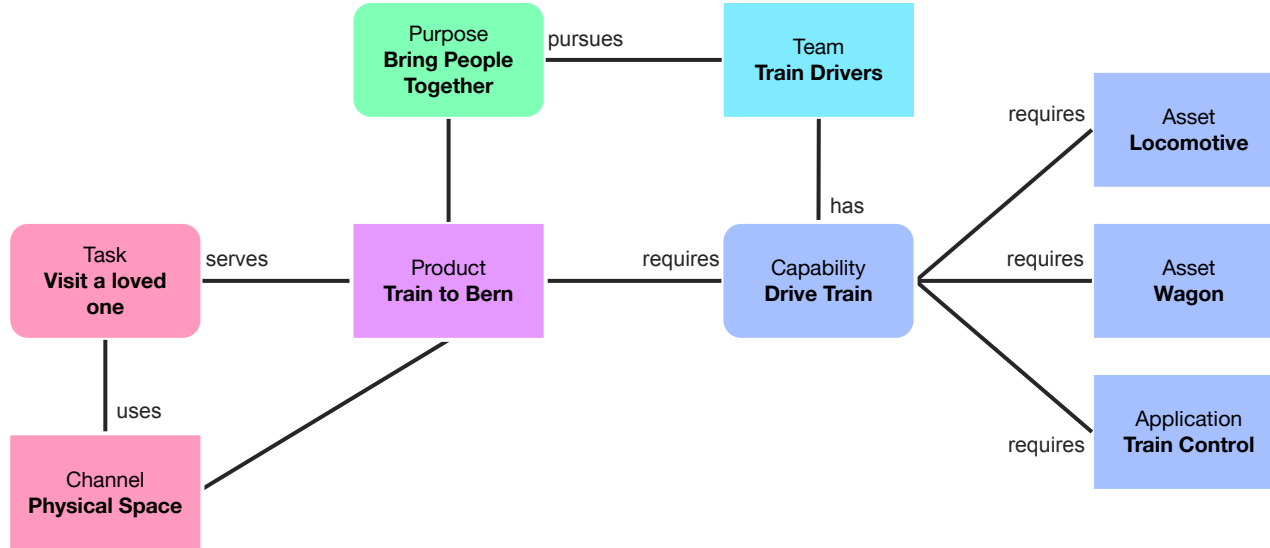 Purpose
Bring People
Together
pursues
Team
Train Drivers
requires
Asset
Locomotive
has
Task
Visit a loved
one
serves
Product
Train to Bern
requires
Capability
Drive Train
requires
Asset
Wagon
uses
Channel
Physical Space
requires
Application
Train Control